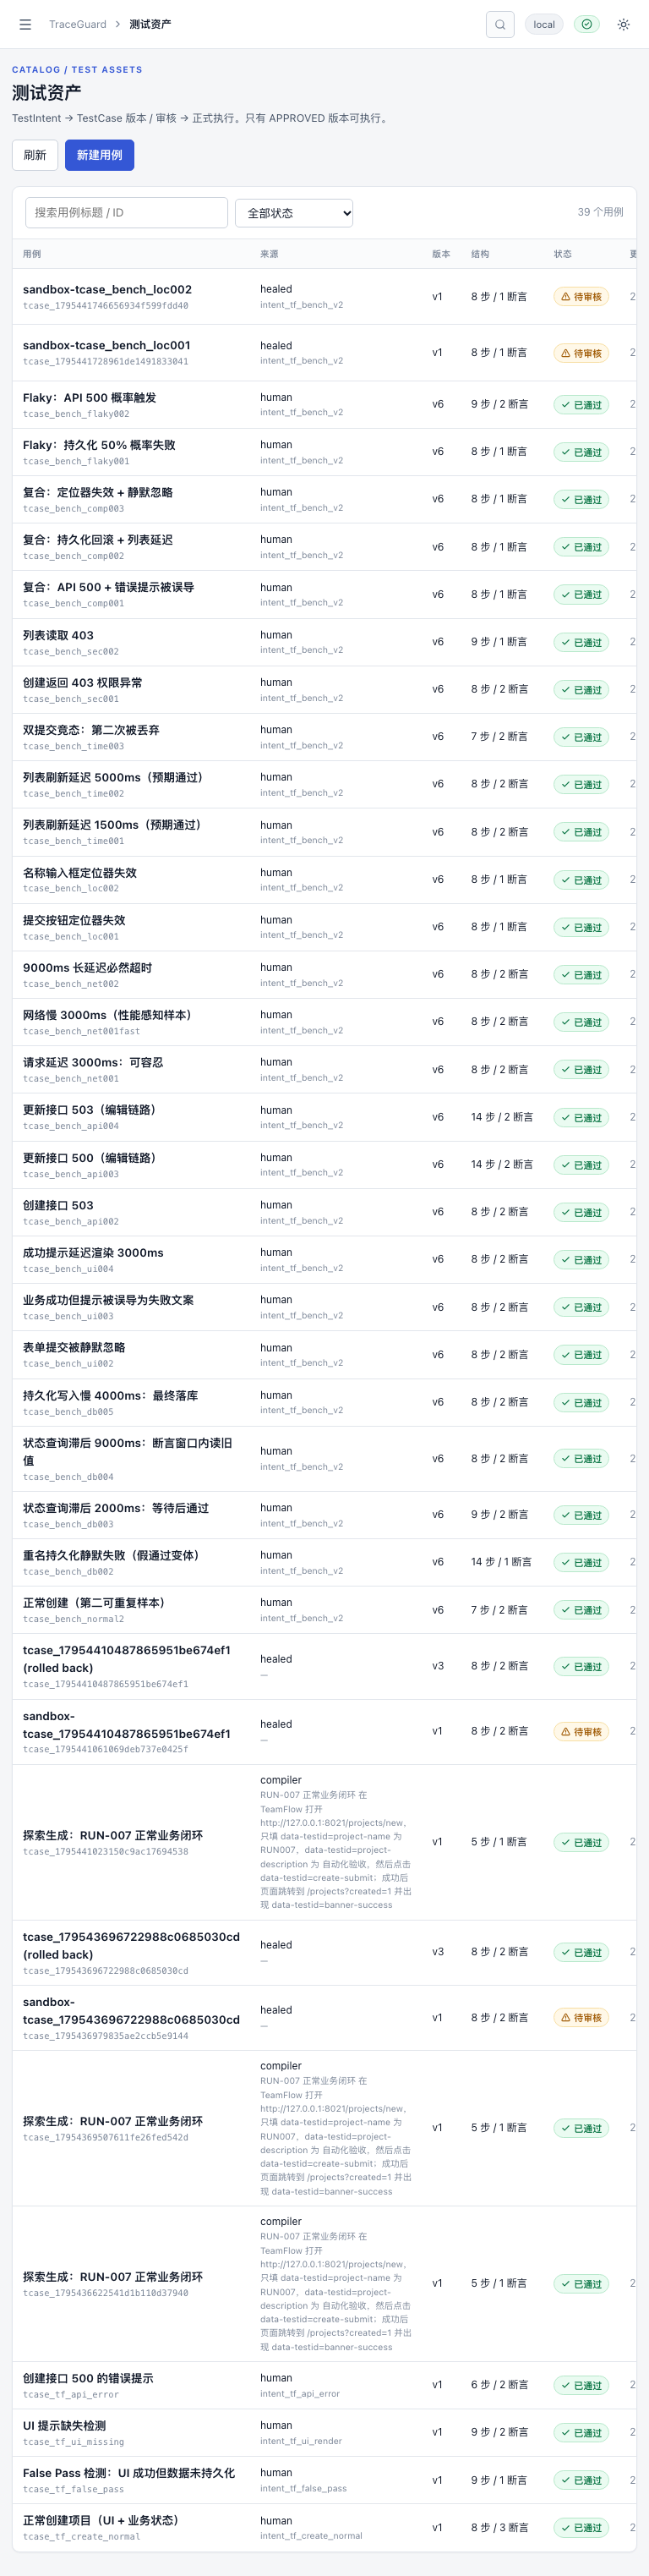 TraceGuard > 测试资产 local
CATALOG / TEST ASSETS
测试资产
TestIntent → TestCase 版本 / 审核 → 正式执行。只有 APPROVED 版本可执行。
刷新 新建用例
搜索用例标题 / ID 全部状态 39 个用例
用例 来源 版本 结构 状态
sandbox-tcase_bench_loc002 healed v1 8 步 / 1 断言 待审核 2
tcase_1795441746656934f599fdd40 intent_tf_bench_v2
sandbox-tcase_bench_loc001 healed v1 8 步 / 1 断言 待审核 2
tcase_1795441728961de1491833041 intent_tf_bench_v2
Flaky：API 500 概率触发 human v6 9 步 / 2 断言 已通过 2
tcase_bench_flaky002 intent_tf_bench_v2
Flaky：持久化 50% 概率失败 human v6 8 步 / 1 断言 已通过 2
tcase_bench_flaky001 intent_tf_bench_v2
复合：定位器失效 + 静默忽略 human v6 8 步 / 1 断言 已通过 2
tcase_bench_comp003 intent_tf_bench_v2
复合：持久化回滚 + 列表延迟 human v6 8 步 / 1 断言 已通过 2
tcase_bench_comp002 intent_tf_bench_v2
复合：API 500 + 错误提示被误导 human v6 8 步 / 1 断言 已通过 2
tcase_bench_comp001 intent_tf_bench_v2
列表读取 403 human v6 9 步 / 1 断言 已通过 2
tcase_bench_sec002 intent_tf_bench_v2
创建返回 403 权限异常 human v6 8 步 / 2 断言 已通过 2
tcase_bench_sec001 intent_tf_bench_v2
双提交竞态：第二次被丢弃 human v6 7 步 / 2 断言 已通过 2
tcase_bench_time003 intent_tf_bench_v2
列表刷新延迟 5000ms（预期通过） human v6 8 步 / 2 断言 已通过 2
tcase_bench_time002 intent_tf_bench_v2
列表刷新延迟 1500ms（预期通过） human v6 8 步 / 2 断言 已通过 2
tcase_bench_time001 intent_tf_bench_v2
名称输入框定位器失效 human v6 8 步 / 1 断言 已通过 2
tcase_bench_loc002 intent_tf_bench_v2
提交按钮定位器失效 human v6 8 步 / 1 断言 已通过 2
tcase_bench_loc001 intent_tf_bench_v2
9000ms 长延迟必然超时 human v6 8 步 / 2 断言 已通过 2
tcase_bench_net002 intent_tf_bench_v2
网络慢 3000ms（性能感知样本） human v6 8 步 / 2 断言 已通过 2
tcase_bench_net001fast intent_tf_bench_v2
请求延迟 3000ms：可容忍 human v6 8 步 / 2 断言 已通过 2
tcase_bench_net001 intent_tf_bench_v2
更新接口 503（编辑链路） human v6 14 步 / 2 断言 已通过 2
tcase_bench_api004 intent_tf_bench_v2
更新接口 500（编辑链路） human v6 14 步 / 2 断言 已通过 2
tcase_bench_api003 intent_tf_bench_v2
创建接口 503 human v6 8 步 / 2 断言 已通过 2
tcase_bench_api002 intent_tf_bench_v2
成功提示延迟渲染 3000ms human v6 8 步 / 2 断言 已通过 2
tcase_bench_ui004 intent_tf_bench_v2
业务成功但提示被误导为失败文案 human v6 8 步 / 2 断言 已通过 2
tcase_bench_ui003 intent_tf_bench_v2
表单提交被静默忽略 human v6 8 步 / 2 断言 已通过 2
tcase_bench_ui002 intent_tf_bench_v2
持久化写入慢 4000ms：最终落库 human v6 8 步 / 2 断言 已通过 2
tcase_bench_db005 intent_tf_bench_v2
状态查询滞后 9000ms：断言窗口内读旧
值 human v6 8 步 / 2 断言 已通过 2
tcase_bench_db004 intent_tf_bench_v2
状态查询滞后 2000ms：等待后通过 human v6 9 步 / 2 断言 已通过 2
tcase_bench_db003 intent_tf_bench_v2
重名持久化静默失败（假通过变体） human v6 14 步 / 1 断言 已通过 2
tcase_bench_db002 intent_tf_bench_v2
正常创建（第二可重复样本） human v6 7 步 / 2 断言 已通过 2
tcase_bench_normal2 intent_tf_bench_v2
tcase_17954410487865951be674ef1 healed v3 8 步 / 2 断言 已通过 2
(rolled back) —
tcase_17954410487865951be674ef1
sandbox- healed v1 8 步 / 2 断言 待审核 2
tcase_17954410487865951be674ef1 —
tcase_1795441061069deb737e0425f
compiler
RUN-007 正常业务闭环 在
TeamFlow 打开
http://127.0.0.1:8021/projects/new，
探索生成：RUN-007 正常业务闭环 只填 data-testid=project-name 为 v1 5 步 / 1 断言 已通过 2
tcase_1795441023150c9ac17694538 RUN007，data-testid=project-
description 为 自动化验收，然后点击
data-testid=create-submit；成功后
页面跳转到 /projects?created=1 并出
现 data-testid=banner-success
tcase_179543696722988c0685030cd healed v3 8 步 / 2 断言 已通过 2
(rolled back) —
tcase_179543696722988c0685030cd
sandbox- healed v1 8 步 / 2 断言 待审核 2
tcase_179543696722988c0685030cd —
tcase_1795436979835ae2ccb5e9144
compiler
RUN-007 正常业务闭环 在
TeamFlow 打开
http://127.0.0.1:8021/projects/new，
探索生成：RUN-007 正常业务闭环 只填 data-testid=project-name 为 v1 5 步 / 1 断言 已通过 2
tcase_17954369507611fe26fed542d RUN007，data-testid=project-
description 为 自动化验收，然后点击
data-testid=create-submit；成功后
页面跳转到 /projects?created=1 并出
现 data-testid=banner-success
compiler
RUN-007 正常业务闭环 在
TeamFlow 打开
http://127.0.0.1:8021/projects/new，
探索生成：RUN-007 正常业务闭环 只填 data-testid=project-name 为 v1 5 步 / 1 断言 已通过 2
tcase_1795436622541d1b110d37940 RUN007，data-testid=project-
description 为 自动化验收，然后点击
data-testid=create-submit；成功后
页面跳转到 /projects?created=1 并出
现 data-testid=banner-success
创建接口 500 的错误提示 human v1 6 步 / 2 断言 已通过 2
tcase_tf_api_error intent_tf_api_error
UI 提示缺失检测 human v1 9 步 / 2 断言 已通过 2
tcase_tf_ui_missing intent_tf_ui_render
False Pass 检测：UI 成功但数据未持久化 human v1 9 步 / 1 断言 已通过 2
tcase_tf_false_pass intent_tf_false_pass
正常创建项目（UI + 业务状态） human v1 8 步 / 3 断言 已通过 2
tcase_tf_create_normal intent_tf_create_normal